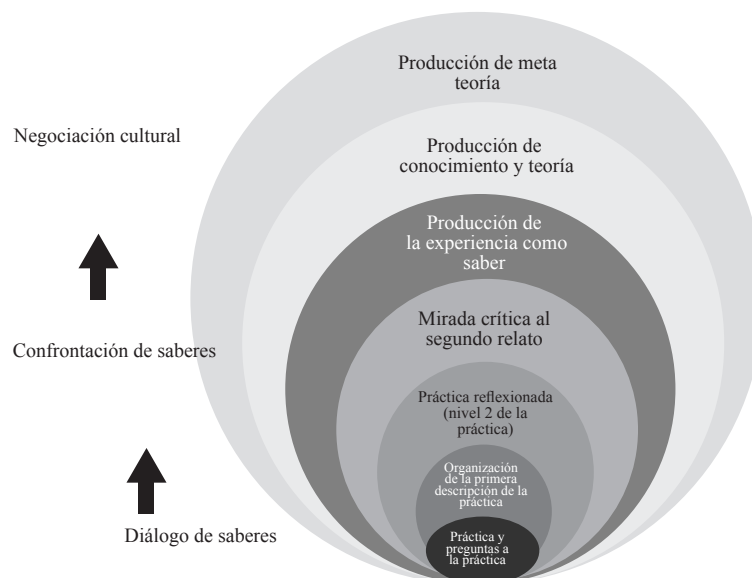 Producción de meta
teoría
Negociación cultural
Producción de
conocimiento y teoría
Producción de
la experiencia como
saber
Mirada crítica al
segundo relato
Confrontación de saberes
Práctica reflexionada
(nivel 2 de la
práctica)
Organización
de la primera
descripción de la
práctica
Diálogo de saberes
Práctica y
preguntas a
la práctica